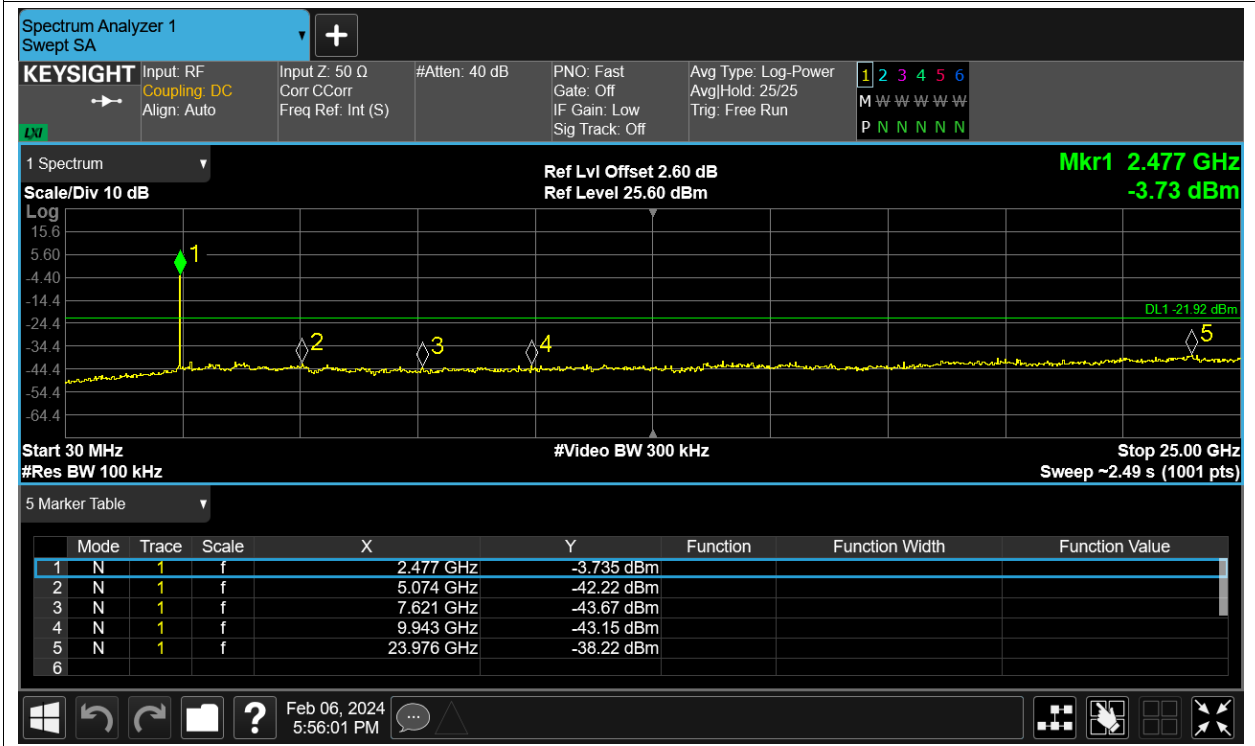 Spectrum Analyzer 1
Swept SA
+
KEYSIGHT
LXI
Input: RF
Coupling: DC
Align: Auto
Input Z: 50 Ω
Corr CCorr
Freq Ref: Int (S)
#Atten: 40 dB
PNO: Fast
Gate: Off
IF Gain: Low
Sig Track: Off
Avg Type: Log-Power
Avg|Hold: 25/25
Trig: Free Run
1 2 3 4 5 6
M W W W W W
P N N N N N
1 Spectrum
Scale/Div 10 dB
Ref Lvl Offset 2.60 dB
Ref Level 25.60 dBm
Mkr1 2.477 GHz
-3.73 dBm
Log
15.6
5.60
-4.40
-14.4
-24.4
-34.4
-44.4
-54.4
-64.4
1
2
3
4
5
DL1 -21.92 dBm
Start 30 MHz
#Res BW 100 kHz
#Video BW 300 kHz
Stop 25.00 GHz
Sweep ~2.49 s (1001 pts)
5 Marker Table
Mode Trace Scale X Y Function Function Width Function Value
1 N 1 f 2.477 GHz -3.735 dBm
2 N 1 f 5.074 GHz -42.22 dBm
3 N 1 f 7.621 GHz -43.67 dBm
4 N 1 f 9.943 GHz -43.15 dBm
5 N 1 f 23.976 GHz -38.22 dBm
6
?
Feb 06, 2024
5:56:01 PM